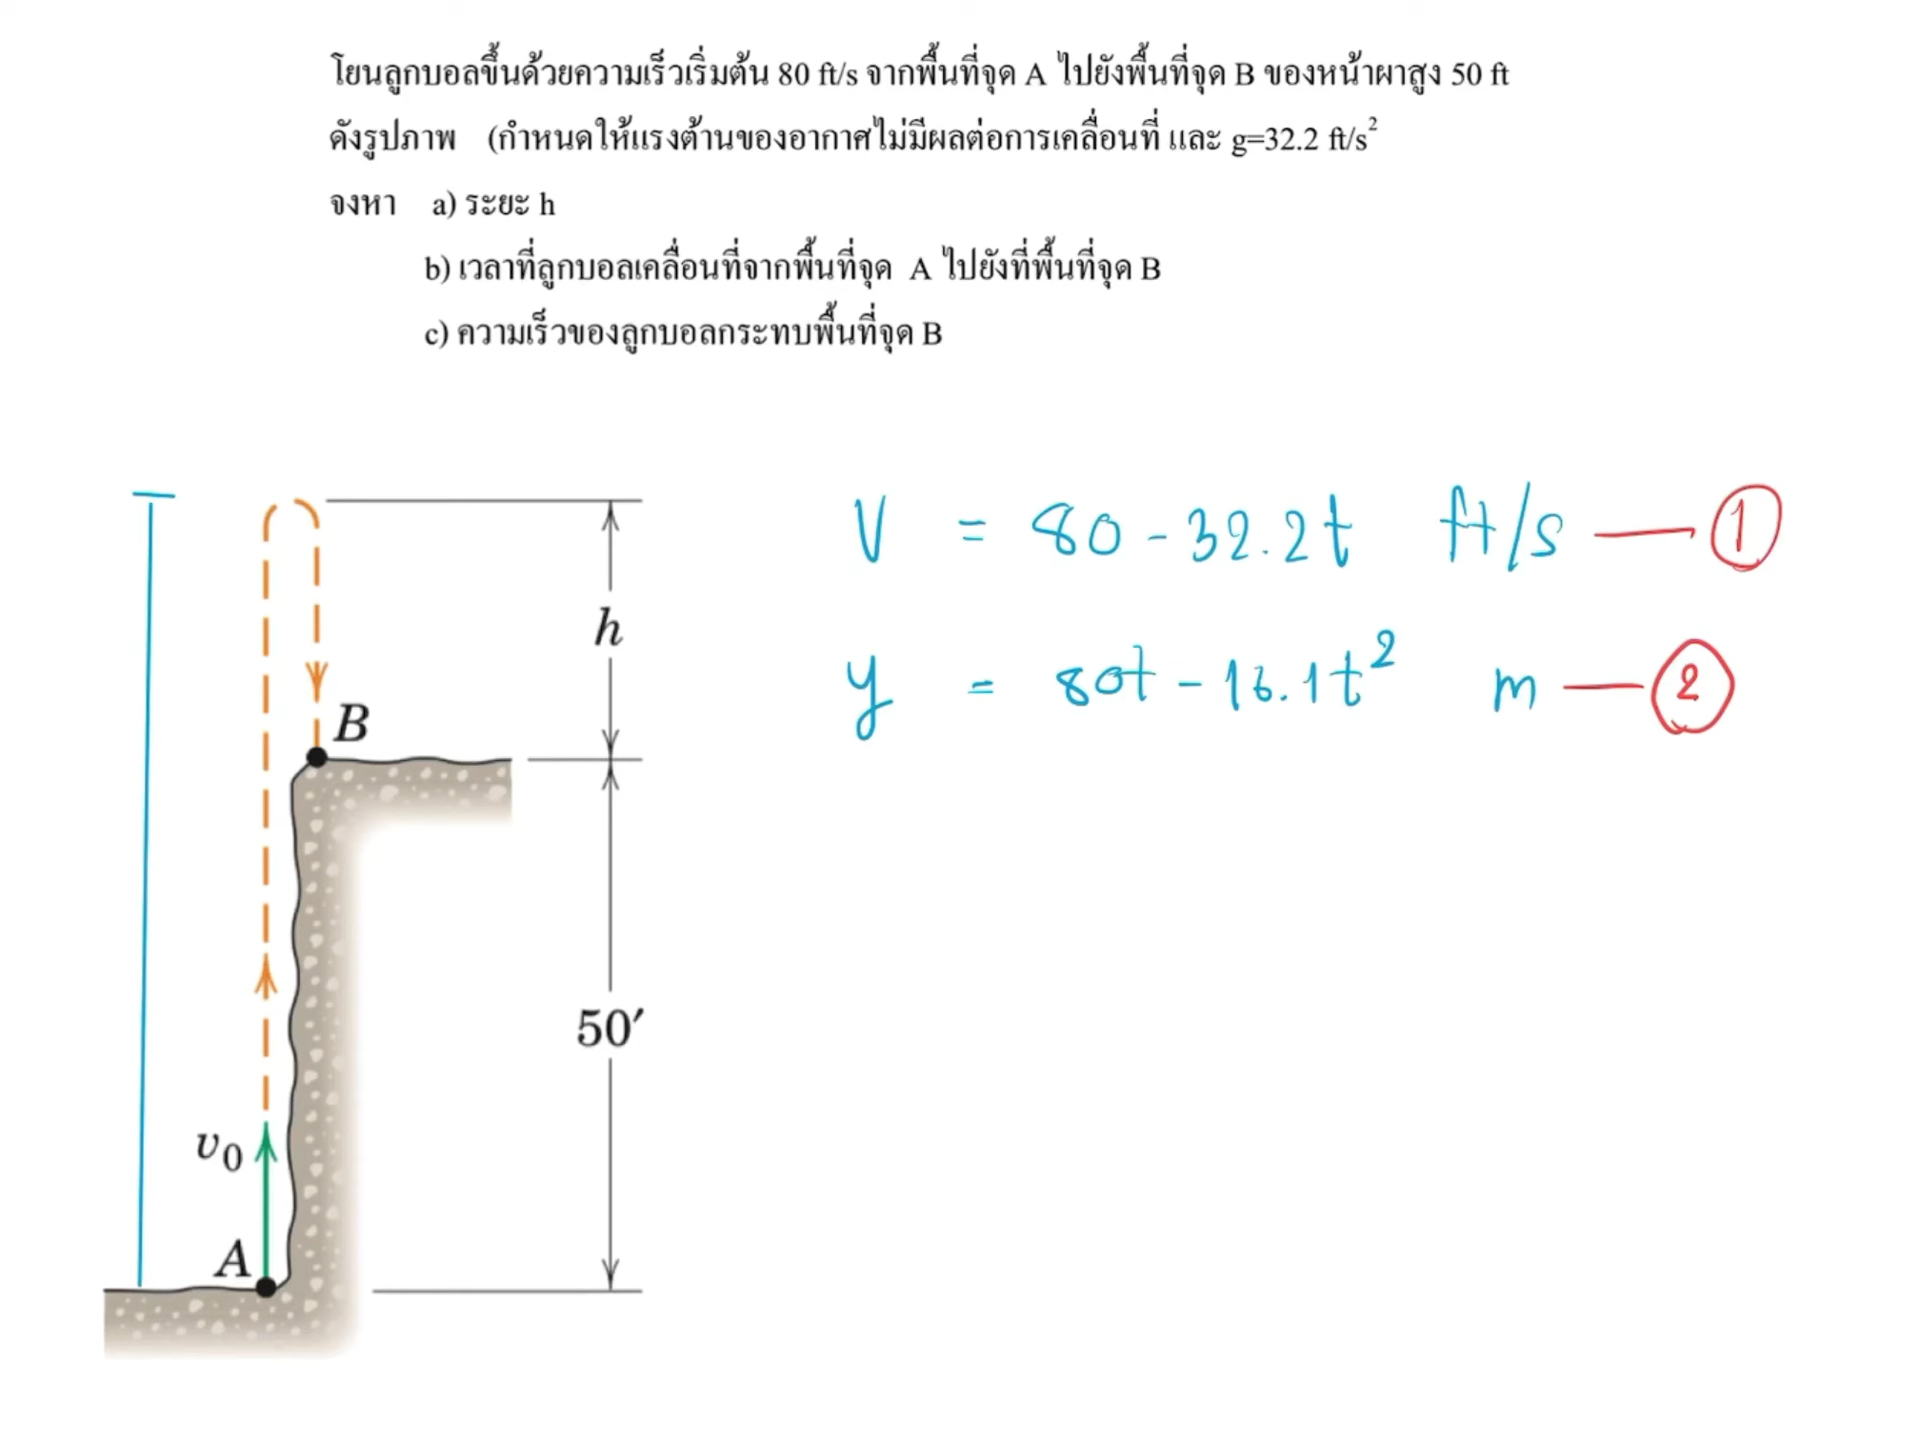 โยนลูกบอลขึ้นด้วยความเร็วเริ่มต้น 80 ft/s จากพื้นที่จุด A ไปยังพื้นที่จุด B ของหน้าผาสูง 50 ft
ดังรูปภาพ (กำหนดให้แรงต้านของอากาศไม่มีผลต่อการเคลื่อนที่ และ g=32.2 ft/s²
จงหา a) ระยะ h
b) เวลาที่ลูกบอลเคลื่อนที่จากพื้นที่จุด A ไปยังที่พื้นที่จุด B
c) ความเร็วของลูกบอลกระทบพื้นที่จุด B
V = 80 - 32.2t ft/s — 1
h
y = 80t - 16.1t² m — 2
B
50′
v₀
A